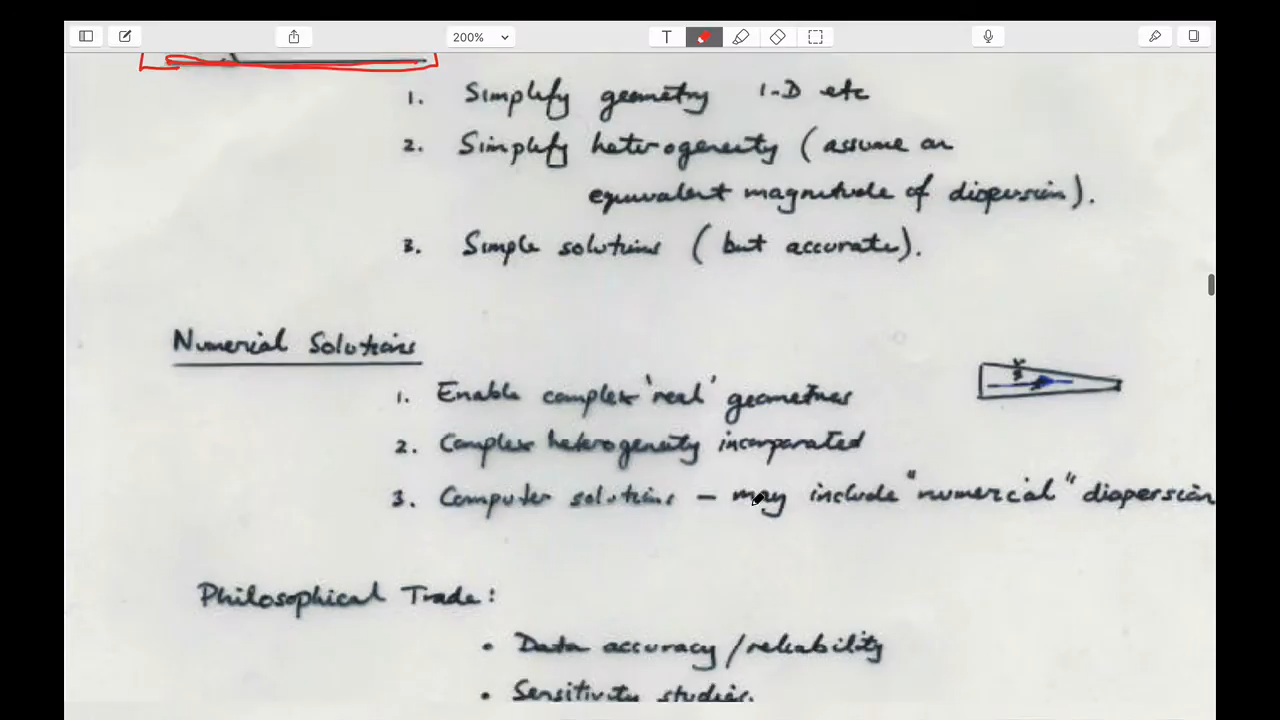 200%
T
1. Simplify geometry 1-D etc
2. Simplify heterogeneity (assume an
equivalent magnitude of dispersion).
3. Simple solutions (but accurate).
Numerial Solutions
1. Enable complex 'real' geometries
2. Complex heterogeneity incorporated
3. Computer solutions – may include "numerical" dispersion
Philosophical Trade:
• Data accuracy/reliability
• Sensitivity studies.